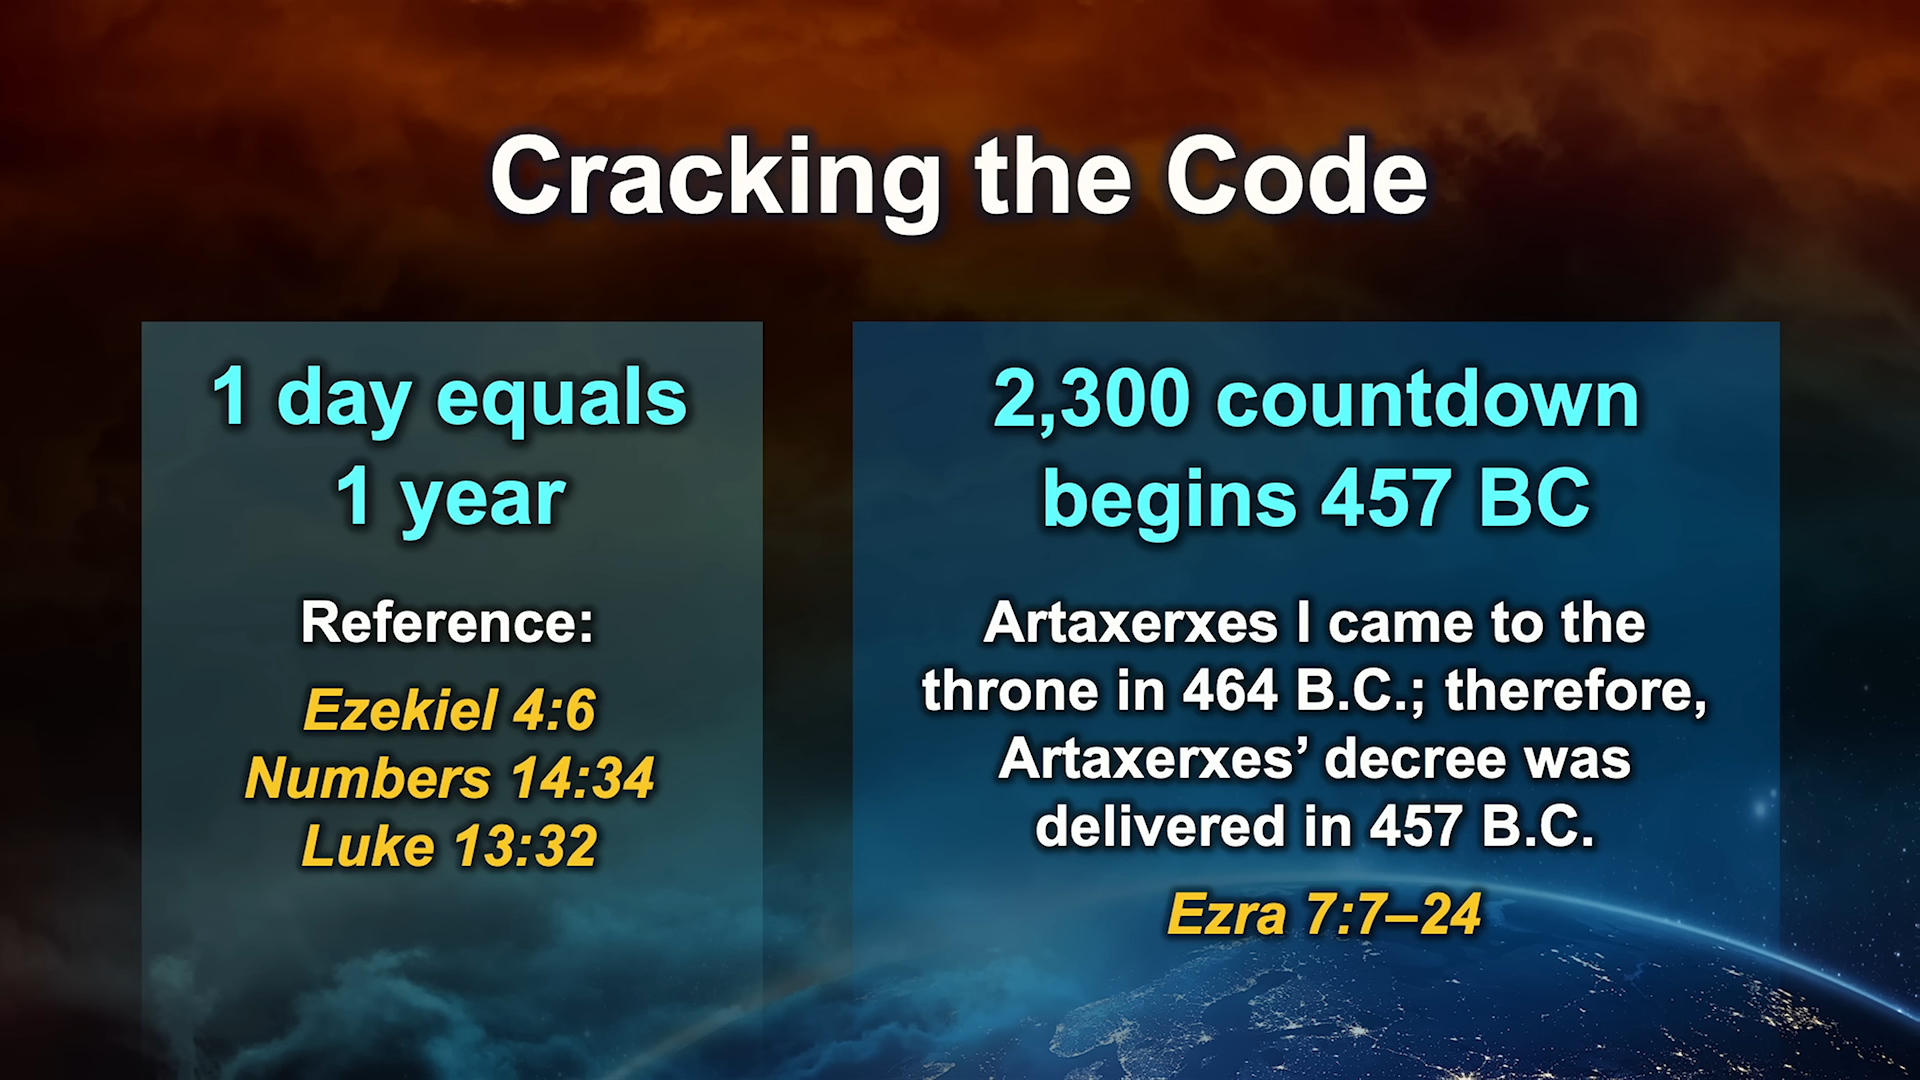 Cracking the Code
1 day equals
1 year
Reference:
Ezekiel 4:6
Numbers 14:34
Luke 13:32
2,300 countdown
begins 457 BC
Artaxerxes I came to the
throne in 464 B.C.; therefore,
Artaxerxes’ decree was
delivered in 457 B.C.
Ezra 7:7–24